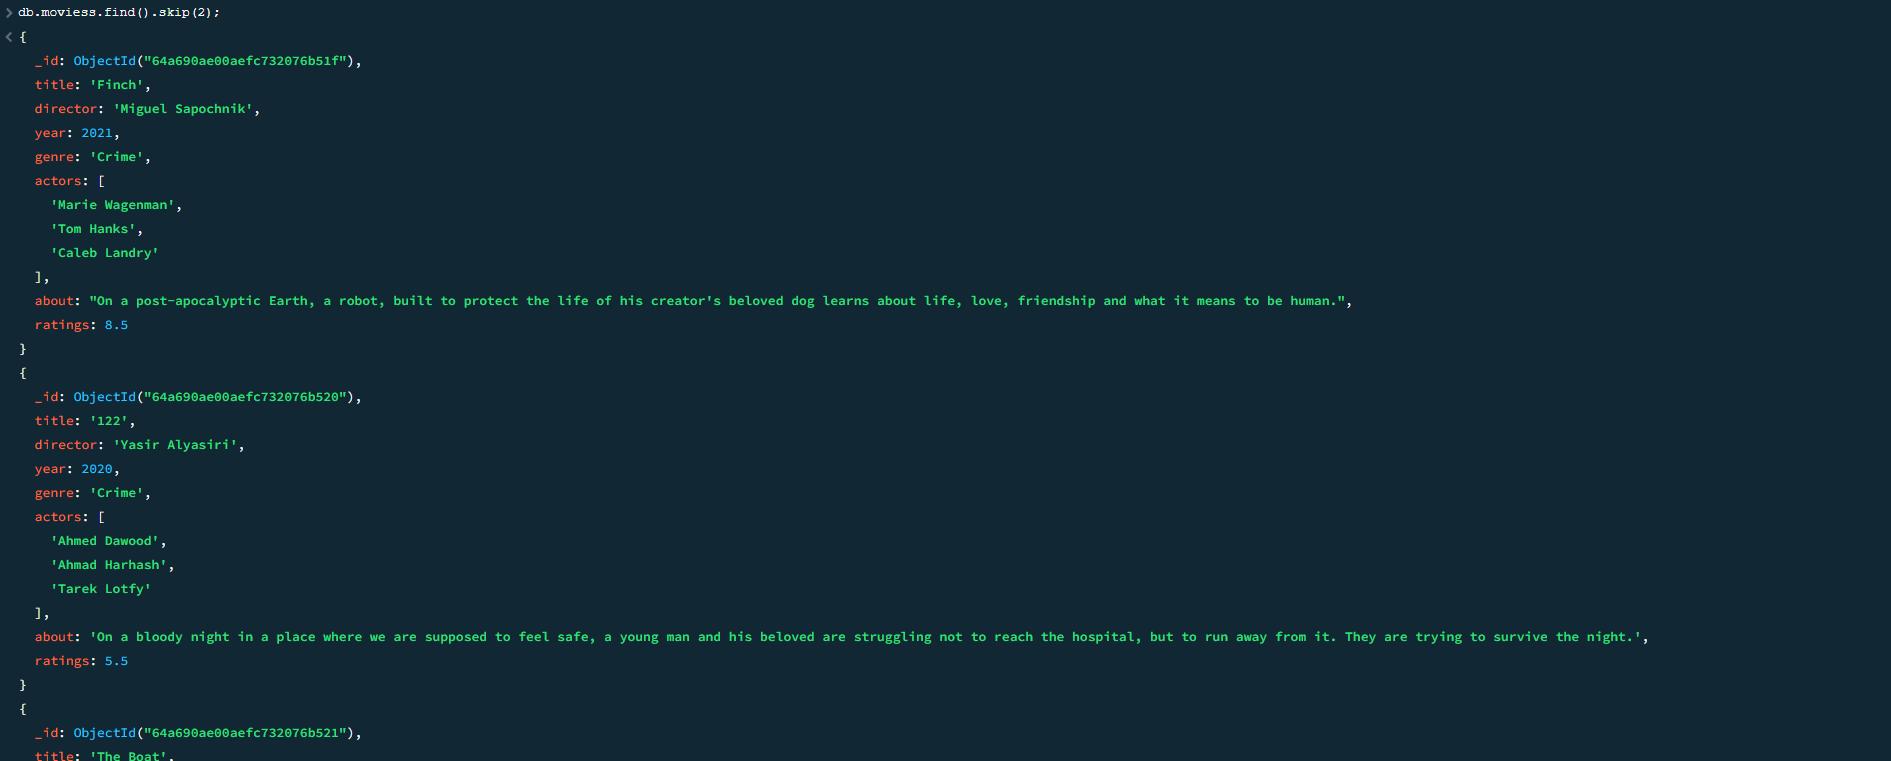 db.moviess.find().skip(2);
{
_id: ObjectId("64a690ae00aefc732076b51f"),
title: 'Finch',
director: 'Miguel Sapochnik',
year: 2021,
genre: 'Crime',
actors: [
'Marie Wagenman',
'Tom Hanks',
'Caleb Landry'
],
about: "On a post-apocalyptic Earth, a robot, built to protect the life of his creator's beloved dog learns about life, love, friendship and what it means to be human.",
ratings: 8.5
}
{
_id: ObjectId("64a690ae00aefc732076b520"),
title: '122',
director: 'Yasir Alyasiri',
year: 2020,
genre: 'Crime',
actors: [
'Ahmed Dawood',
'Ahmad Harhash',
'Tarek Lotfy'
],
about: 'On a bloody night in a place where we are supposed to feel safe, a young man and his beloved are struggling not to reach the hospital, but to run away from it. They are trying to survive the night.',
ratings: 5.5
}
{
_id: ObjectId("64a690ae00aefc732076b521"),
title: 'The Boat',